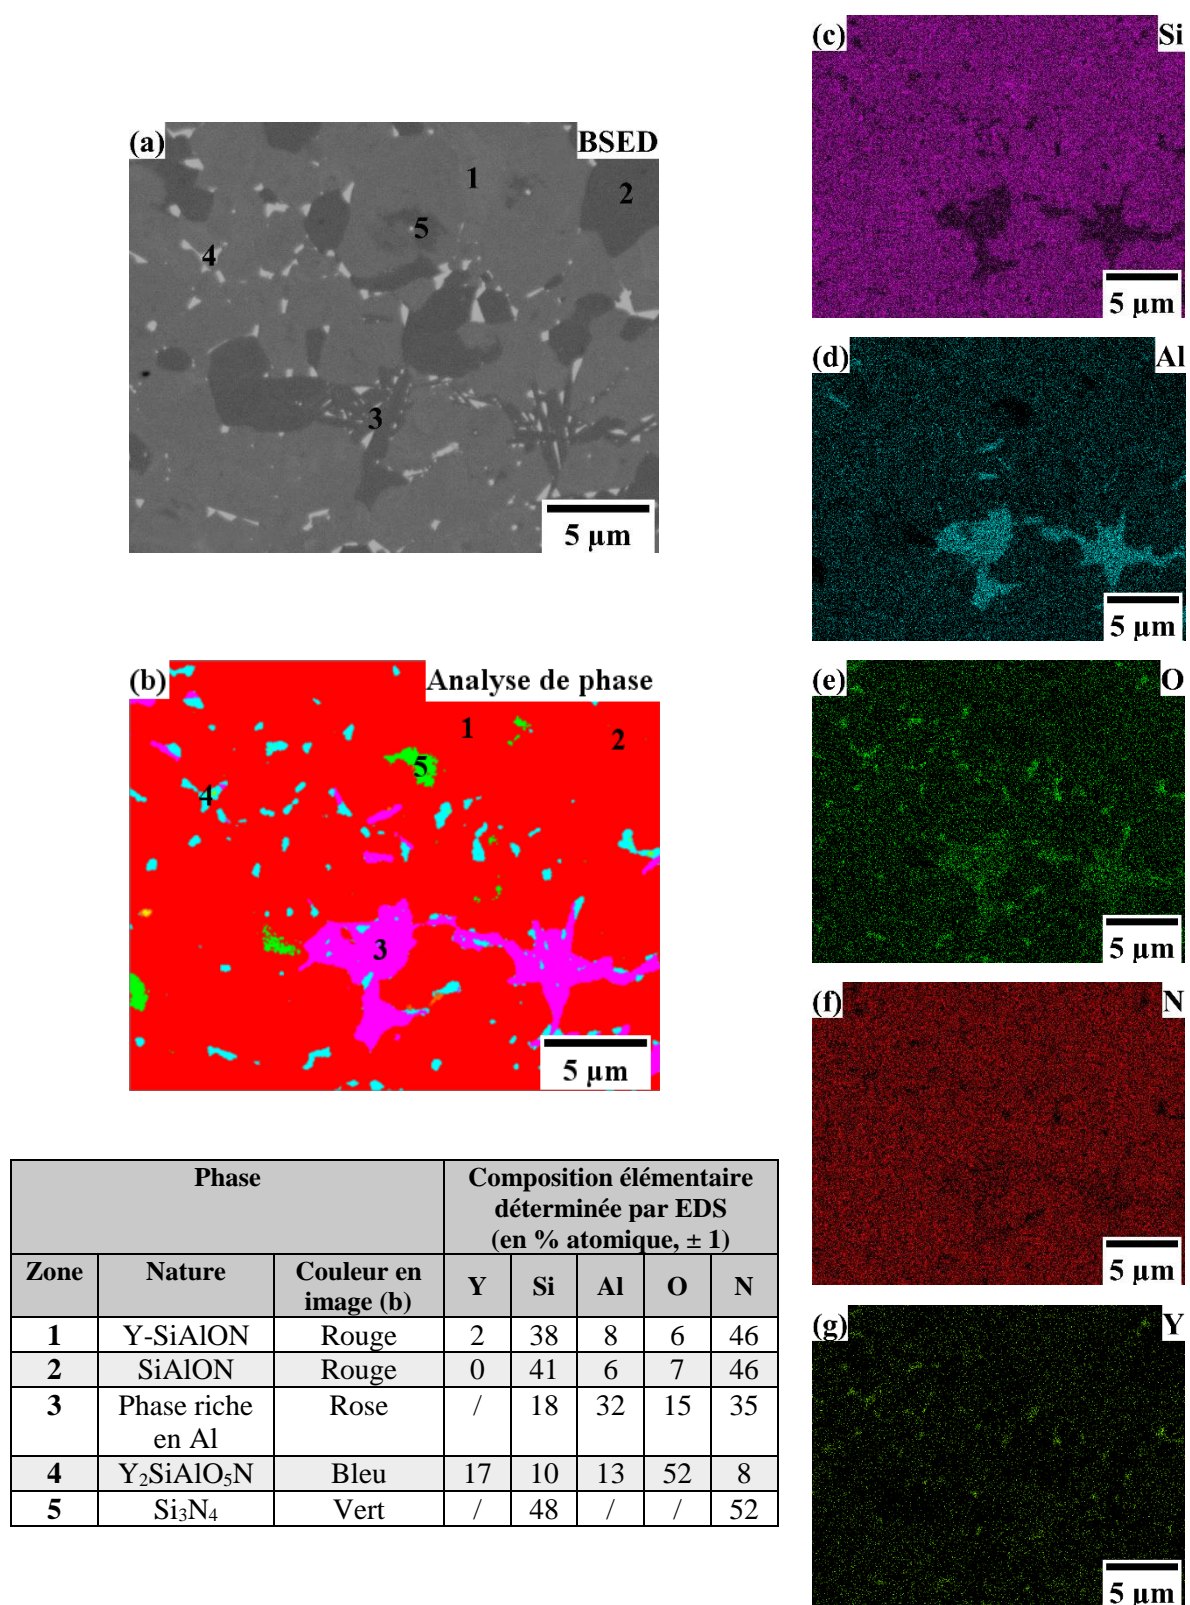 (a) BSED
1
2
5
4
3
5 µm
(b) Analyse de phase
1
2
5
4
3
5 µm
Phase Composition élémentaire déterminée par EDS (en % atomique, ± 1)
Zone Nature Couleur en image (b) Y Si Al O N
1 Y-SiAlON Rouge 2 38 8 6 46
2 SiAlON Rouge 0 41 6 7 46
3 Phase riche en Al Rose / 18 32 15 35
4 Y₂SiAlO₅N Bleu 17 10 13 52 8
5 Si₃N₄ Vert / 48 / / 52
(c) Si
5 µm
(d) Al
5 µm
(e) O
5 µm
(f) N
5 µm
(g) Y
5 µm